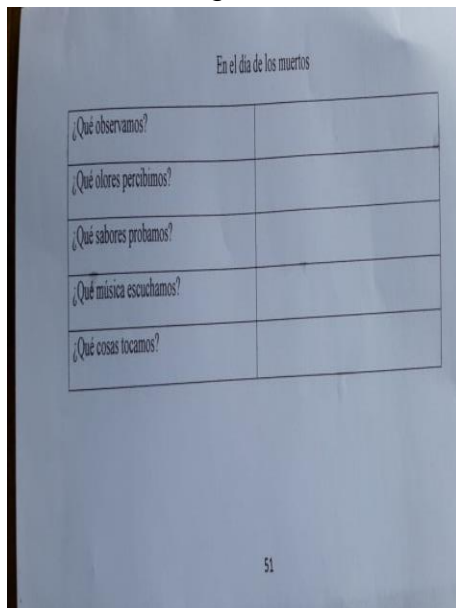 En el día de los muertos
¿Qué observamos?
¿Qué olores percibimos?
¿Qué sabores probamos?
¿Qué música escuchamos?
¿Qué cosas tocamos?
51